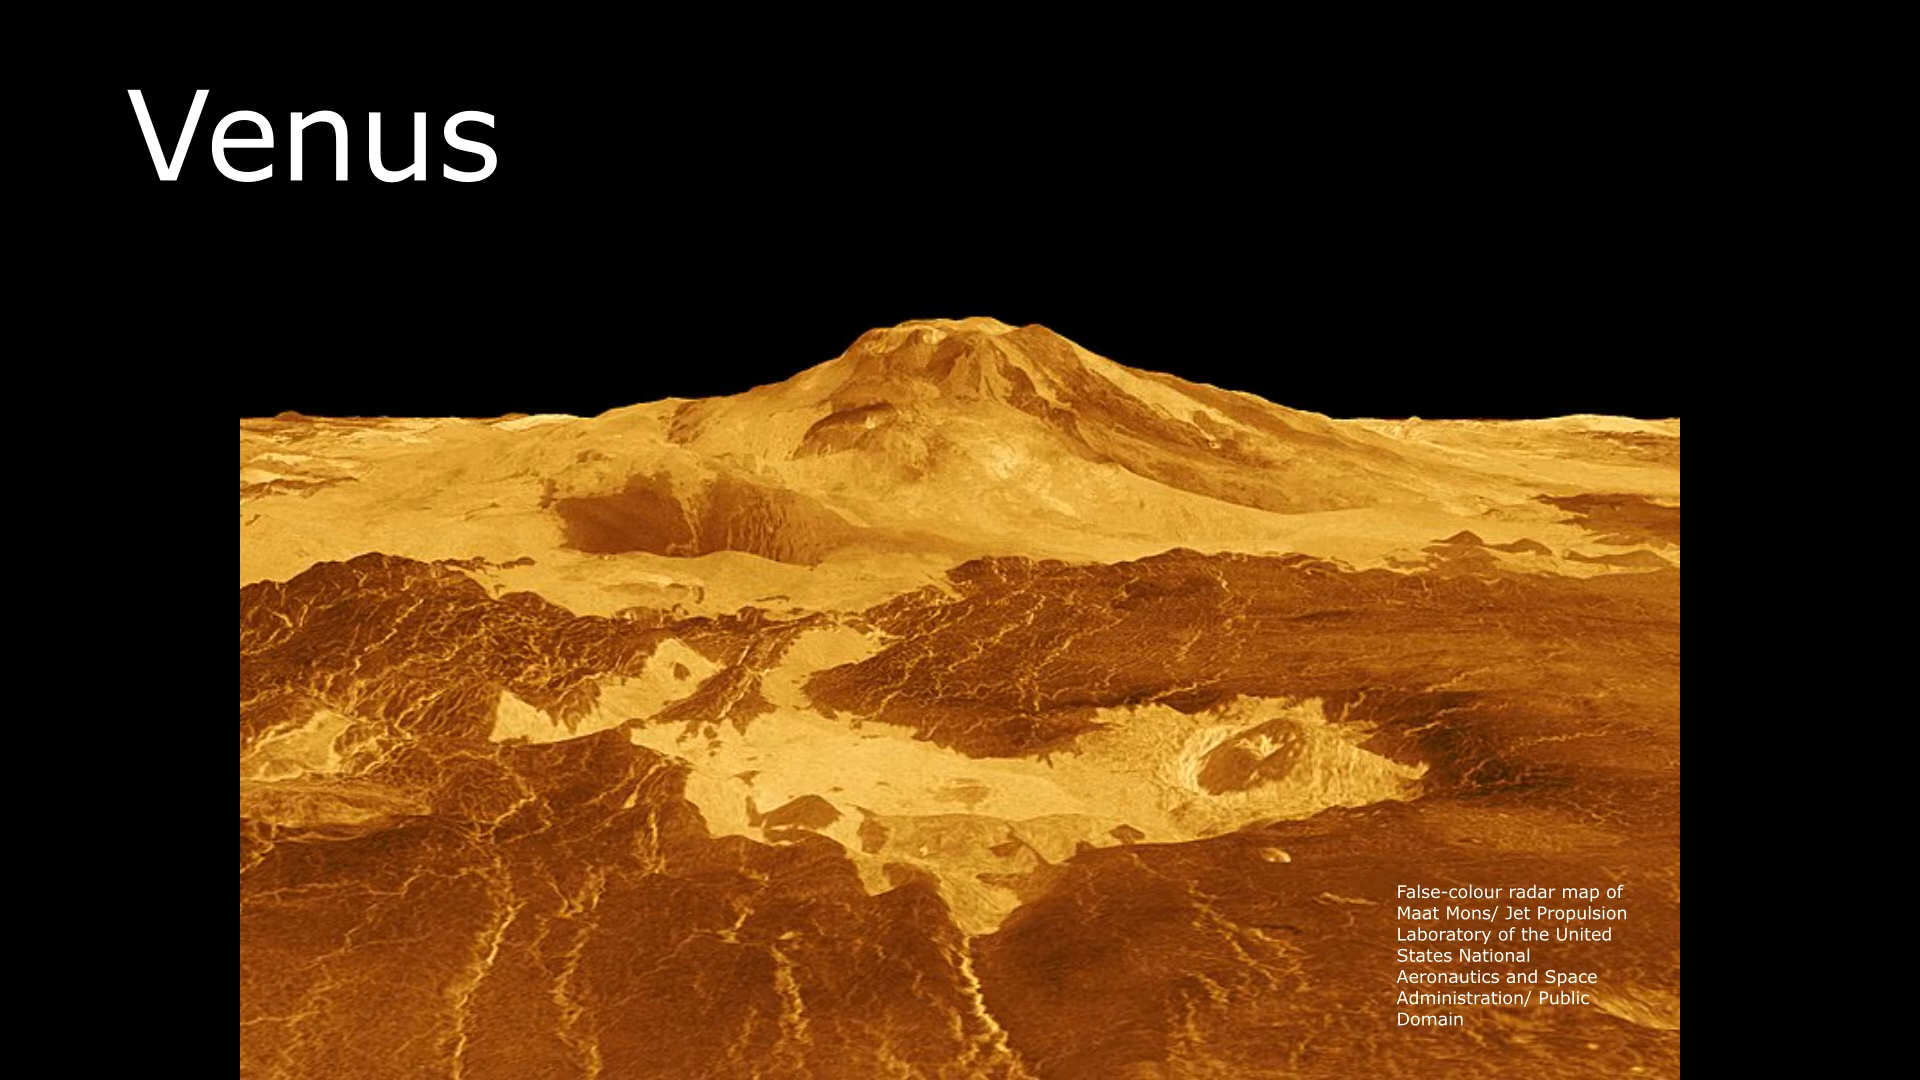 Venus
False-colour radar map of
Maat Mons/ Jet Propulsion
Laboratory of the United
States National
Aeronautics and Space
Administration/ Public
Domain